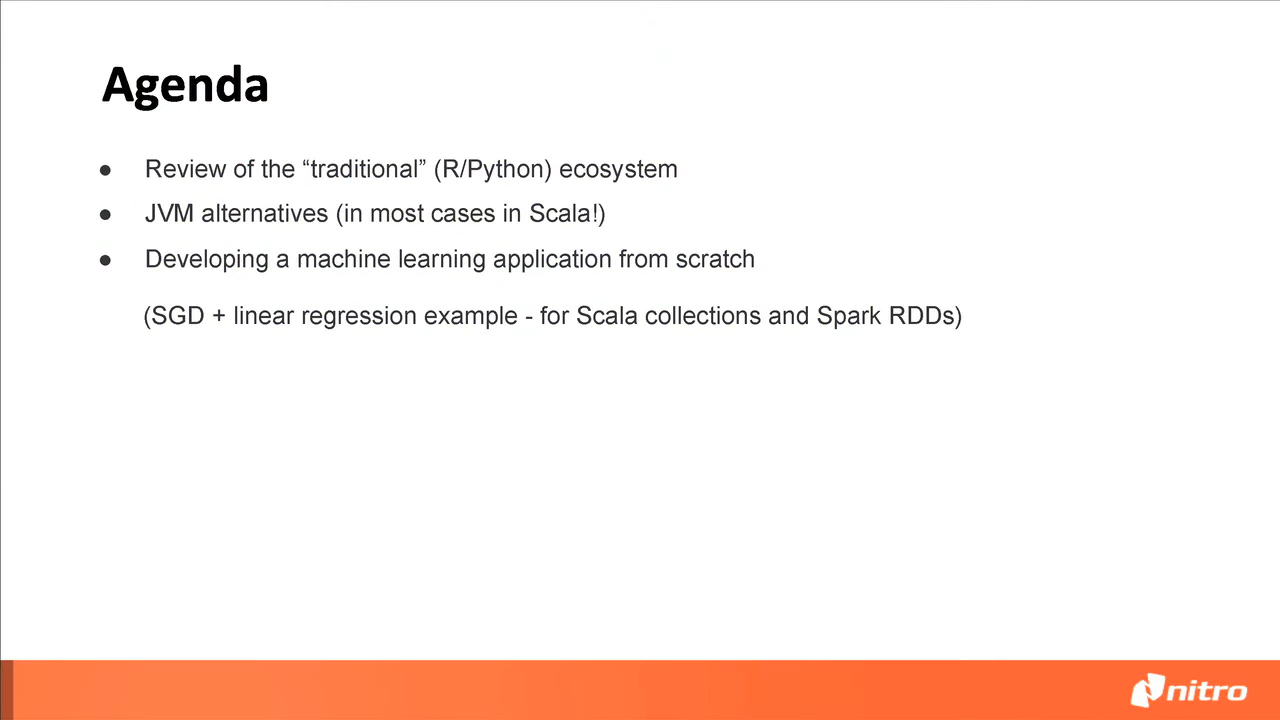 Agenda
● Review of the “traditional” (R/Python) ecosystem
● JVM alternatives (in most cases in Scala!)
● Developing a machine learning application from scratch
(SGD + linear regression example - for Scala collections and Spark RDDs)
nitro